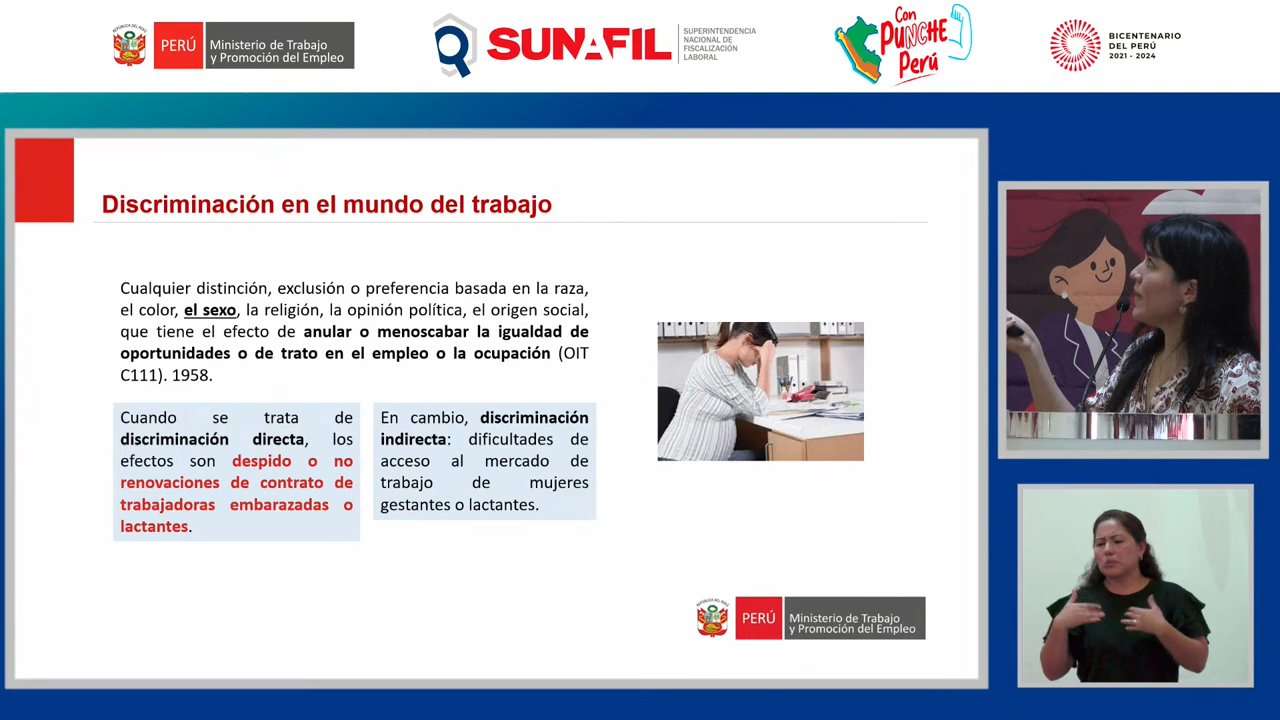 PERÚ
Ministerio de Trabajo
y Promoción del Empleo
SUNAFIL
SUPERINTENDENCIA
NACIONAL DE
FISCALIZACIÓN
LABORAL
Con
PUNCHE
Perú
BICENTENARIO
DEL PERÚ
2021 - 2024
Discriminación en el mundo del trabajo
Cualquier distinción, exclusión o preferencia basada en la raza,
el color, el sexo, la religión, la opinión política, el origen social,
que tiene el efecto de anular o menoscabar la igualdad de
oportunidades o de trato en el empleo o la ocupación (OIT
C111). 1958.
Cuando se trata de
discriminación directa, los
efectos son despido o no
renovaciones de contrato de
trabajadoras embarazadas o
lactantes.
En cambio, discriminación
indirecta: dificultades de
acceso al mercado de
trabajo de mujeres
gestantes o lactantes.
REPÚBLICA DEL PERÚ
PERÚ
Ministerio de Trabajo
y Promoción del Empleo